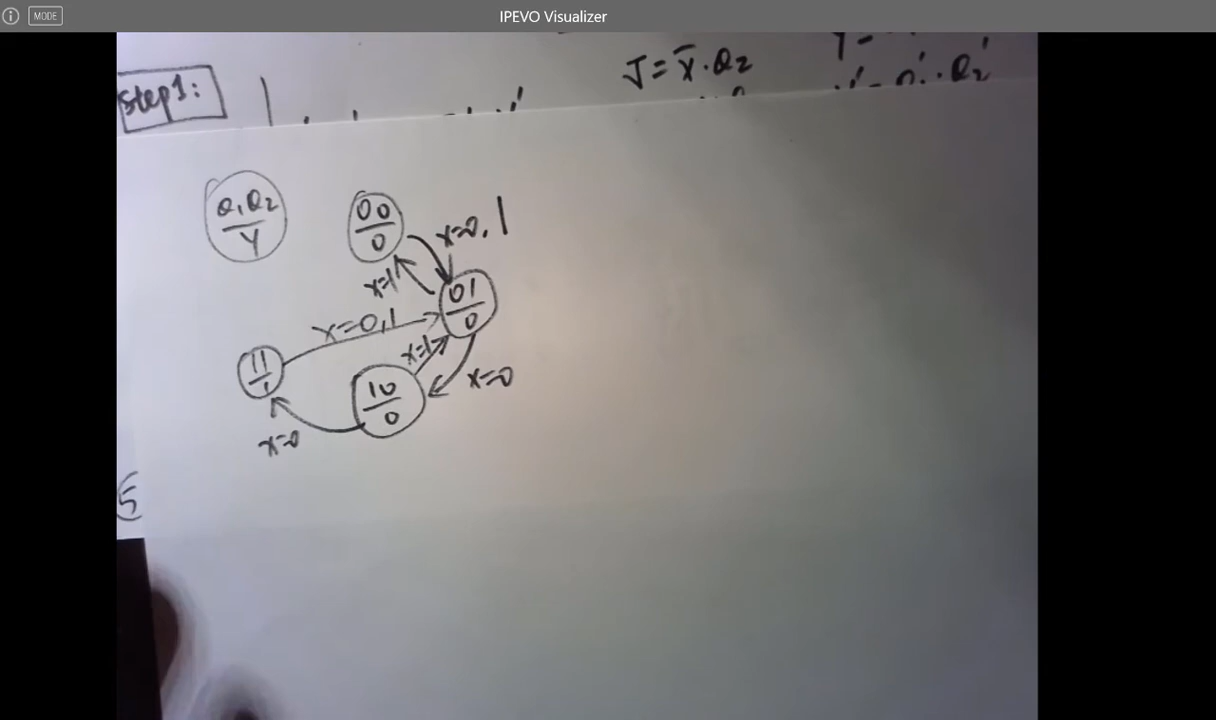 MODE
IPEVO Visualizer
Step1:
J = x̄·Q₂
Q₁Q₂
Y
00
0
x=0, 1
x=1
01
0
x=0,1
x=1
11
1
10
0
x=0
x=0
5